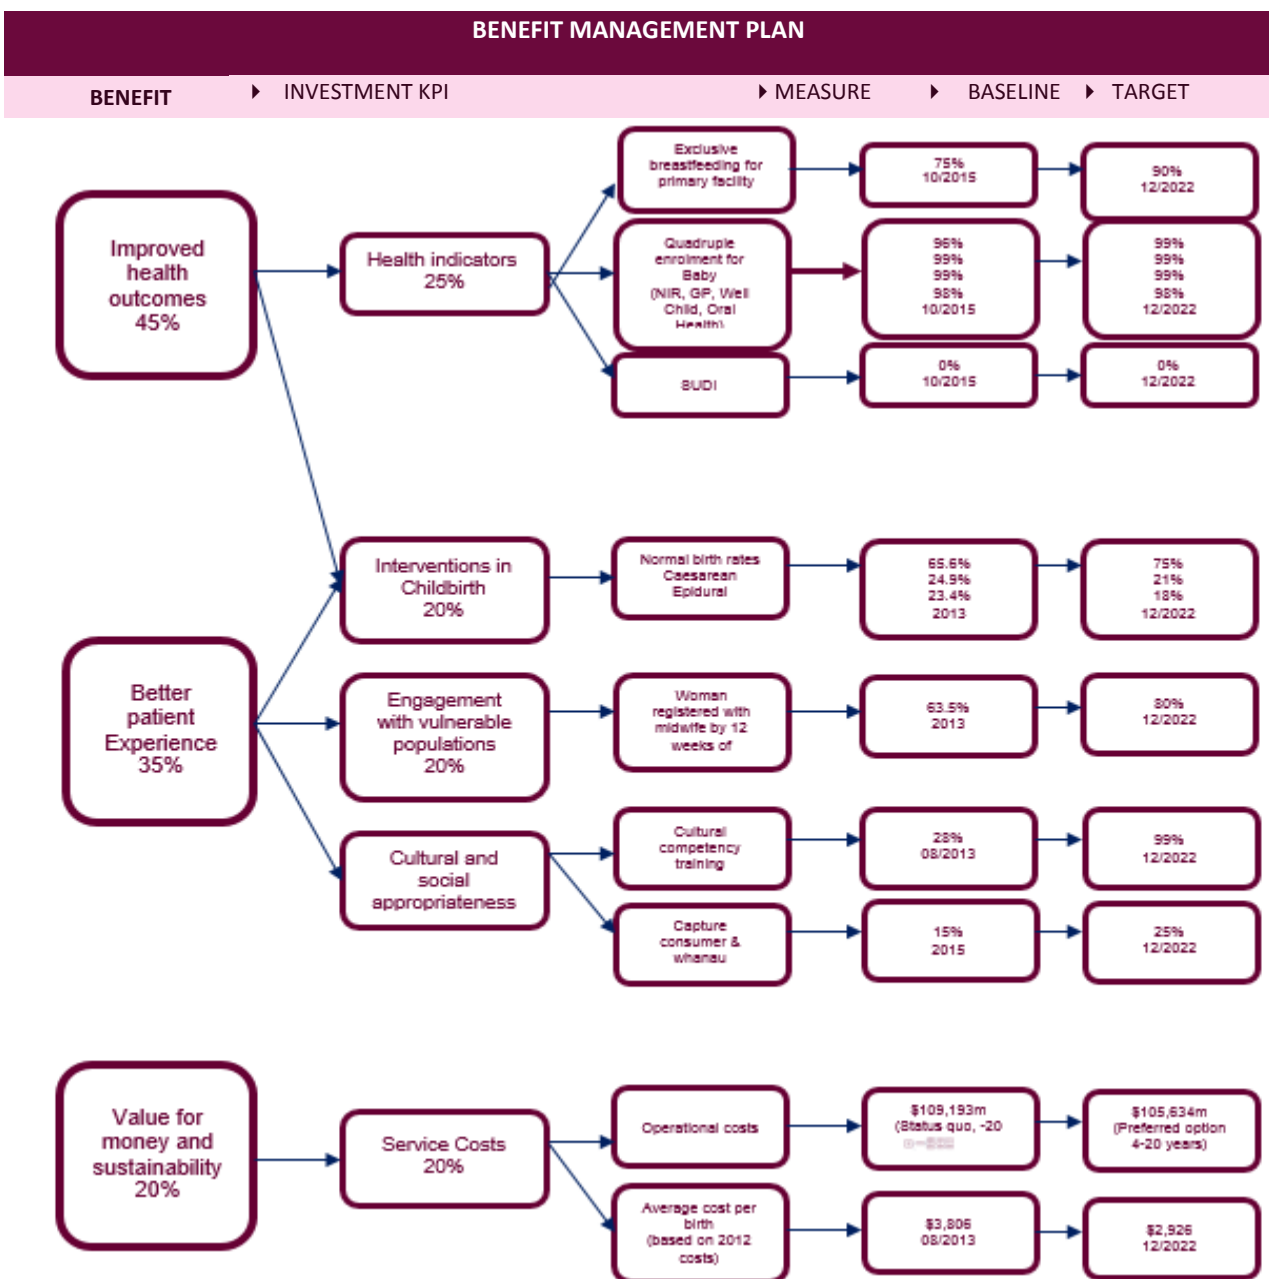 BENEFIT MANAGEMENT PLAN
BENEFIT
INVESTMENT KPI
MEASURE
BASELINE
TARGET
Improved
health
outcomes
45%
Health indicators
25%
Exclusive
breastfeeding for
primary facility
75%
10/2015
90%
12/2022
Quadruple
enrolment for
Baby
(NIR, GP, Well
Child, Oral
Health)
96%
99%
99%
98%
10/2015
99%
99%
99%
98%
12/2022
SUDI
0%
10/2015
0%
12/2022
Interventions in
Childbirth
20%
Normal birth rates
Caesarean
Epidural
65.6%
24.9%
23.4%
2013
75%
21%
18%
12/2022
Better
patient
Experience
35%
Engagement
with vulnerable
populations
20%
Woman
registered with
midwife by 12
weeks of
63.5%
2013
80%
12/2022
Cultural and
social
appropriateness
Cultural
competency
training
28%
08/2013
99%
12/2022
Capture
consumer &
whanau
15%
2015
25%
12/2022
Value for
money and
sustainability
20%
Service Costs
20%
Operational costs
$109,193m
(Status quo, -20
$105,634m
(Preferred option
4-20 years)
Average cost per
birth
(based on 2012
costs)
$3,806
08/2013
$2,926
12/2022